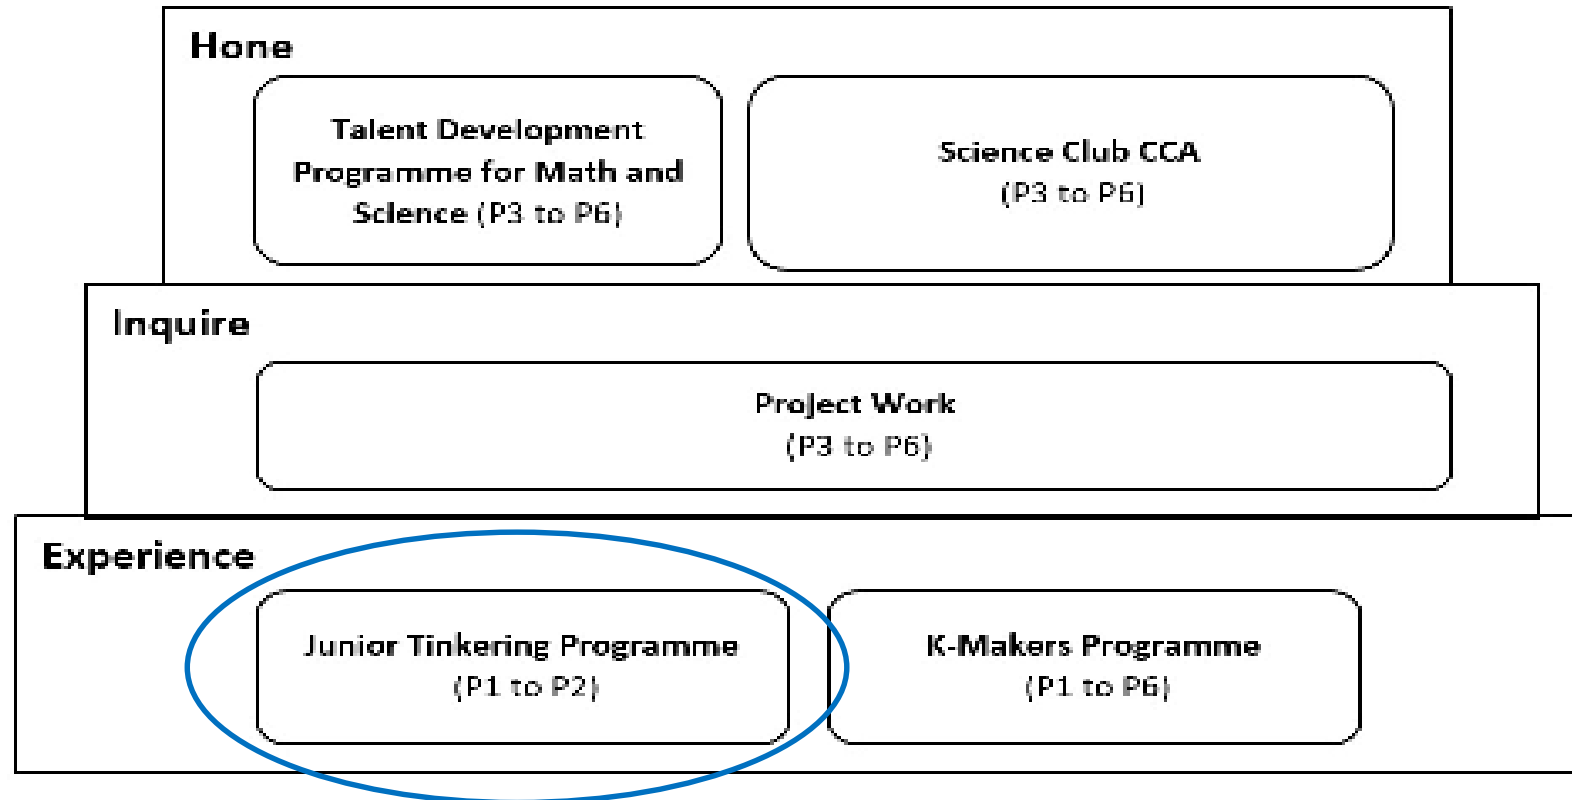 Hone
Talent Development
Programme for Math and
Science (P3 to P6)
Science Club CCA
(P3 to P6)
Inquire
Project Work
(P3 to P6)
Experience
Junior Tinkering Programme
(P1 to P2)
K-Makers Programme
(P1 to P6)